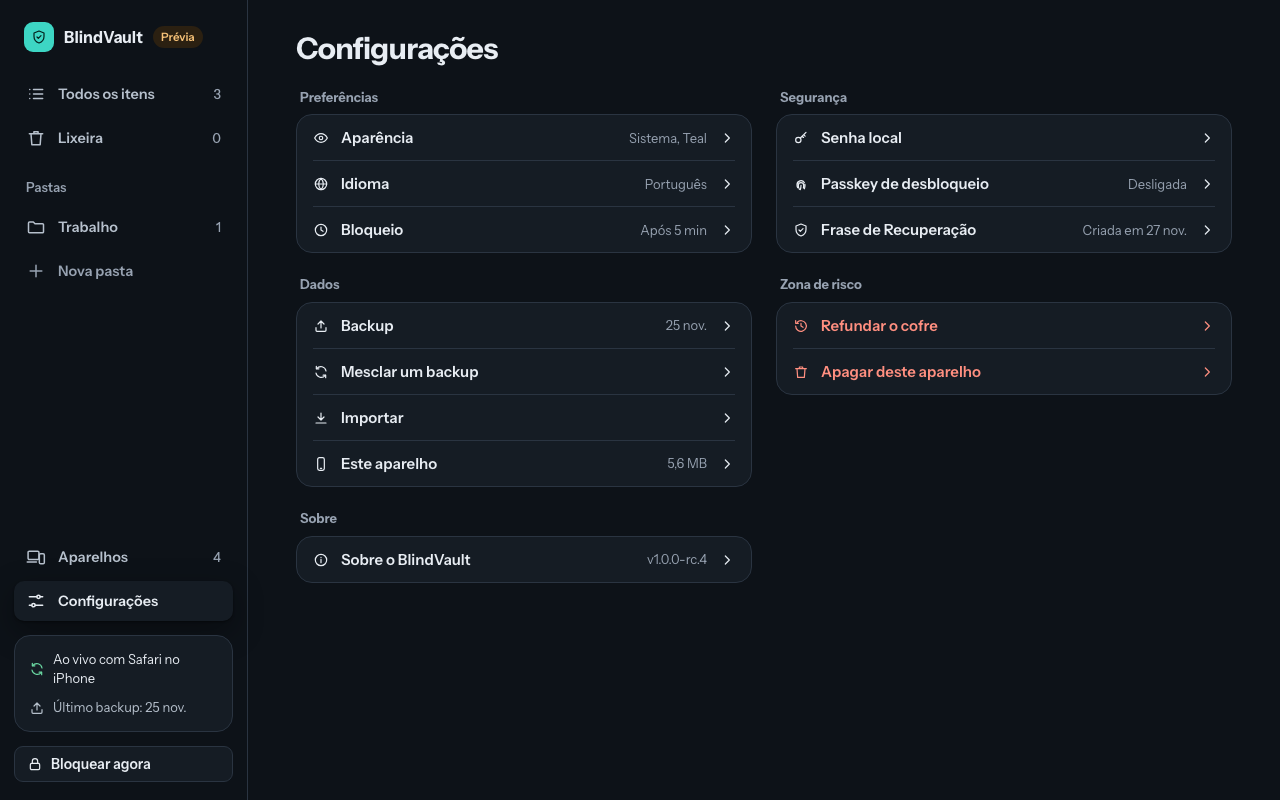 BlindVault Prévia
Todos os itens 3
Lixeira 0
Pastas
Trabalho 1
Nova pasta
Aparelhos 4
Configurações
Ao vivo com Safari no
iPhone
Último backup: 25 nov.
Bloquear agora
Configurações
Preferências
Aparência Sistema, Teal
Idioma Português
Bloqueio Após 5 min
Dados
Backup 25 nov.
Mesclar um backup
Importar
Este aparelho 5,6 MB
Sobre
Sobre o BlindVault v1.0.0-rc.4
Segurança
Senha local
Passkey de desbloqueio Desligada
Frase de Recuperação Criada em 27 nov.
Zona de risco
Refundar o cofre
Apagar deste aparelho